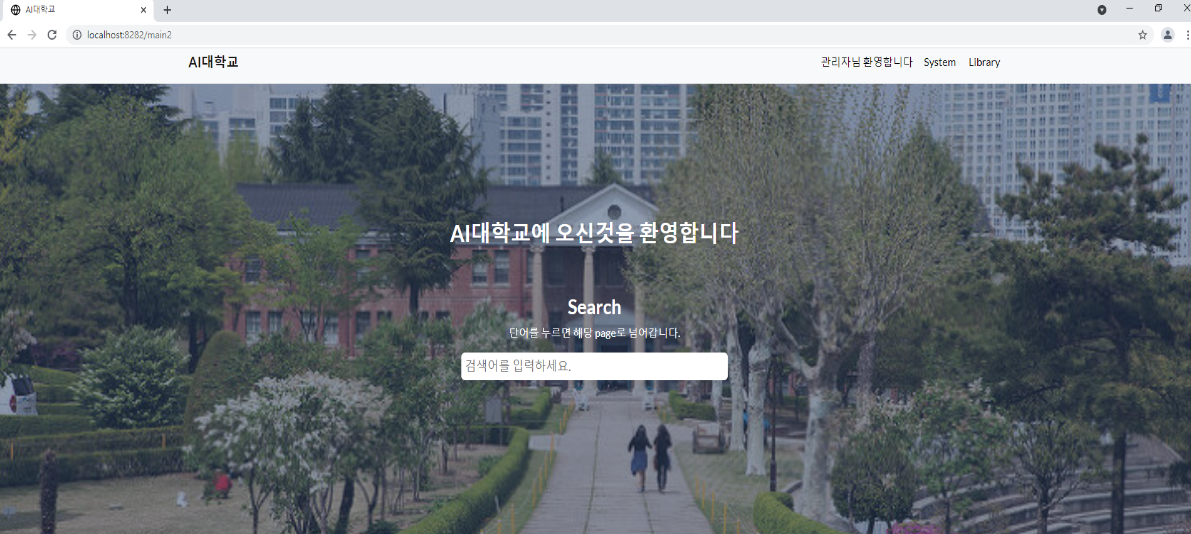 AI대학교
localhost:8282/main2
AI대학교
관리자님 환영합니다 System Library
AI대학교에 오신것을 환영합니다
Search
단어를 누르면 해당 page로 넘어갑니다.
검색어를 입력하세요.